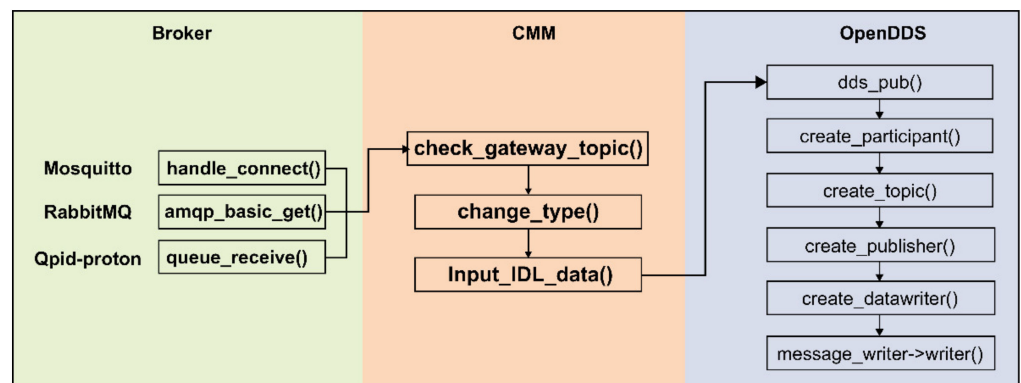 Broker
Mosquitto handle_connect()
RabbitMQ amqp_basic_get()
Qpid-proton queue_receive()
CMM
check_gateway_topic()
change_type()
Input_IDL_data()
OpenDDS
dds_pub()
create_participant()
create_topic()
create_publisher()
create_datawriter()
message_writer->writer()